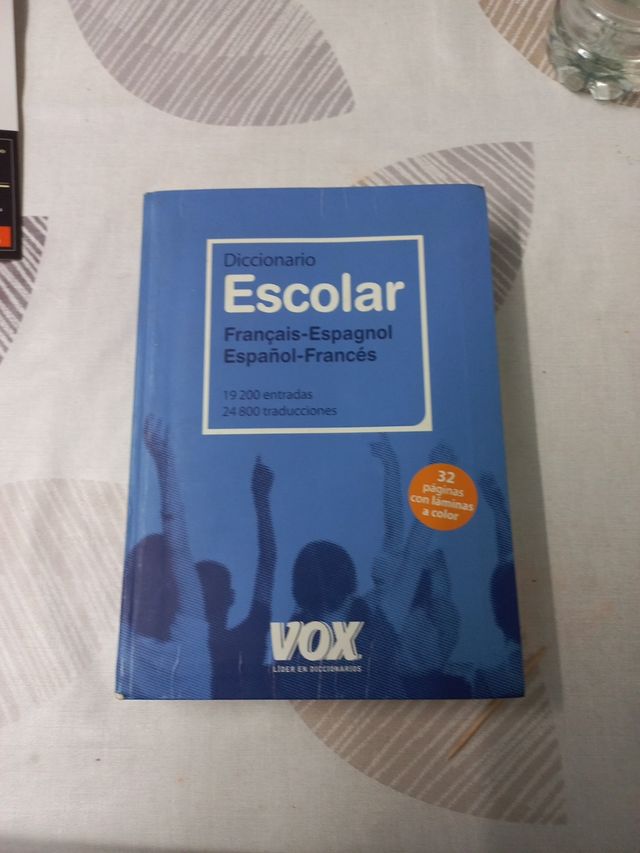 Diccionario
Escolar
Français-Espagnol
Español-Francés
19 200 entradas
24 800 traducciones
32
páginas
con láminas
a color
VOX
LÍDER EN DICCIONARIOS